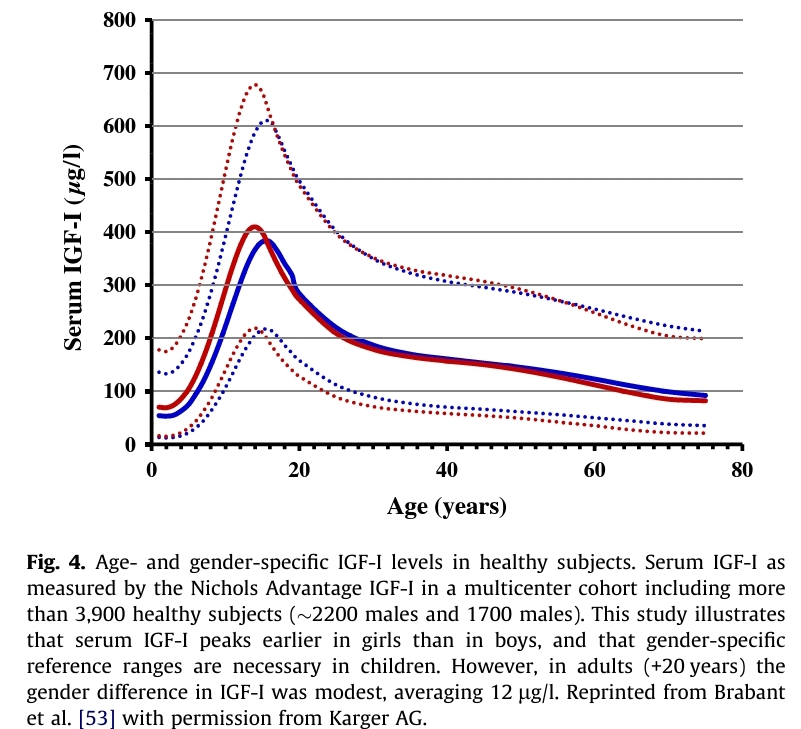 800
700
600
500
400
300
200
100
0
Serum IGF-I (µg/l)
0 20 40 60 80
Age (years)
Fig. 4. Age- and gender-specific IGF-I levels in healthy subjects. Serum IGF-I as
measured by the Nichols Advantage IGF-I in a multicenter cohort including more
than 3,900 healthy subjects (∼2200 males and 1700 males). This study illustrates
that serum IGF-I peaks earlier in girls than in boys, and that gender-specific
reference ranges are necessary in children. However, in adults (+20 years) the
gender difference in IGF-I was modest, averaging 12 µg/l. Reprinted from Brabant
et al. [53] with permission from Karger AG.